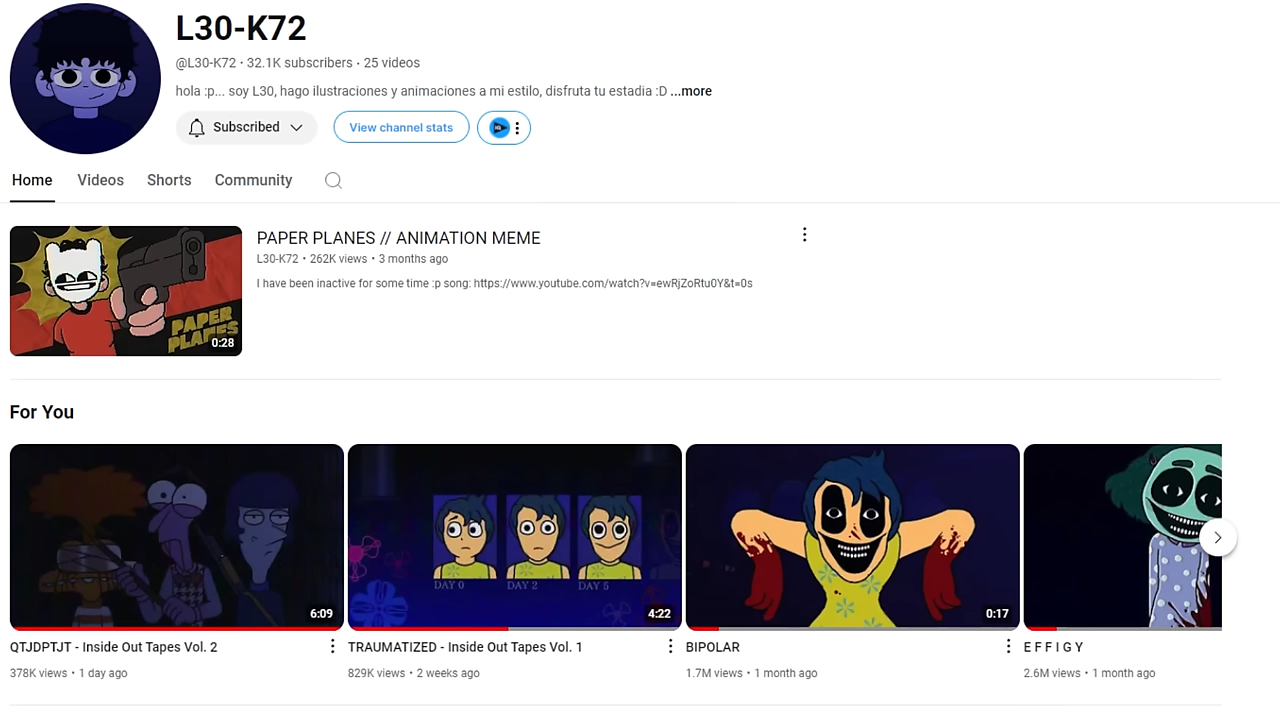 L30-K72
@L30-K72 · 32.1K subscribers · 25 videos
hola :p... soy L30, hago ilustraciones y animaciones a mi estilo, disfruta tu estadia :D ...more
Subscribed
View channel stats
Home
Videos
Shorts
Community
PAPER PLANES // ANIMATION MEME
L30-K72 • 262K views • 3 months ago
I have been inactive for some time :p song: https://www.youtube.com/watch?v=ewRjZoRtu0Y&t=0s
PAPER
PLANES
0:28
For You
DAY 0
DAY 2
DAY 5
6:09
4:22
0:17
QTJDPTJT - Inside Out Tapes Vol. 2
378K views • 1 day ago
TRAUMATIZED - Inside Out Tapes Vol. 1
829K views • 2 weeks ago
BIPOLAR
1.7M views • 1 month ago
E F F I G Y
2.6M views • 1 month ago